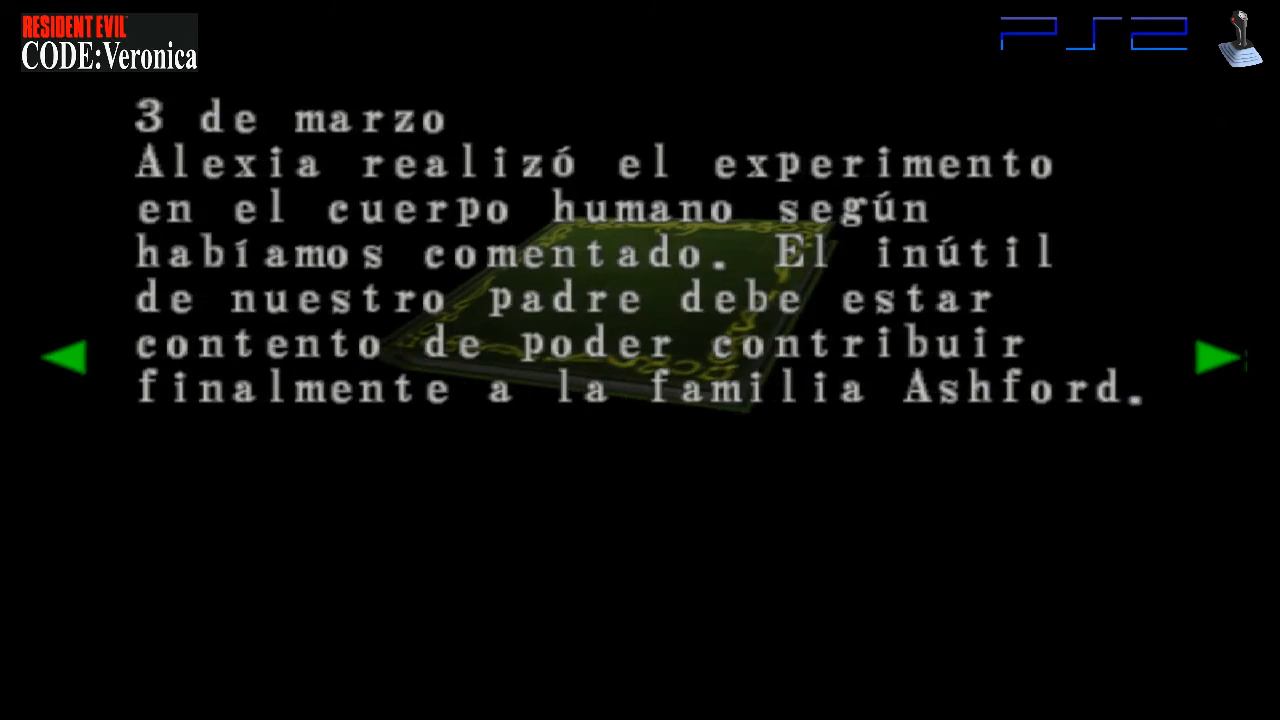 RESIDENT EVIL
CODE:Veronica
PS2
3 de marzo
Alexia realizó el experimento
en el cuerpo humano según
habíamos comentado. El inútil
de nuestro padre debe estar
contento de poder contribuir
finalmente a la familia Ashford.